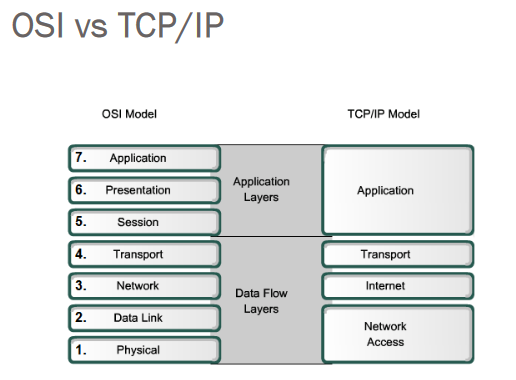 OSI vs TCP/IP
OSI Model
TCP/IP Model
7. Application
6. Presentation
5. Session
4. Transport
3. Network
2. Data Link
1. Physical
Application
Layers
Data Flow
Layers
Application
Transport
Internet
Network
Access